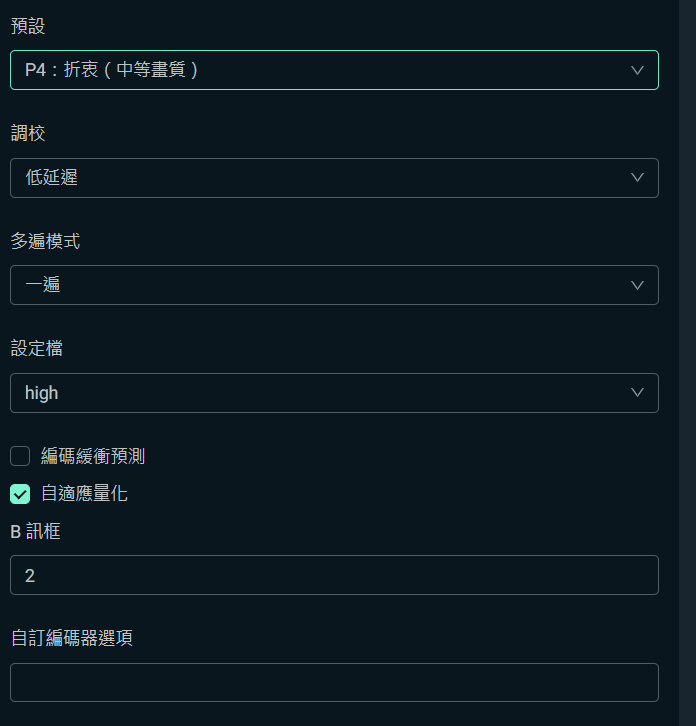 預設
P4：折衷（中等畫質）
調校
低延遲
多遍模式
一遍
設定檔
high
編碼緩衝預測
自適應量化
B 訊框
2
自訂編碼器選項